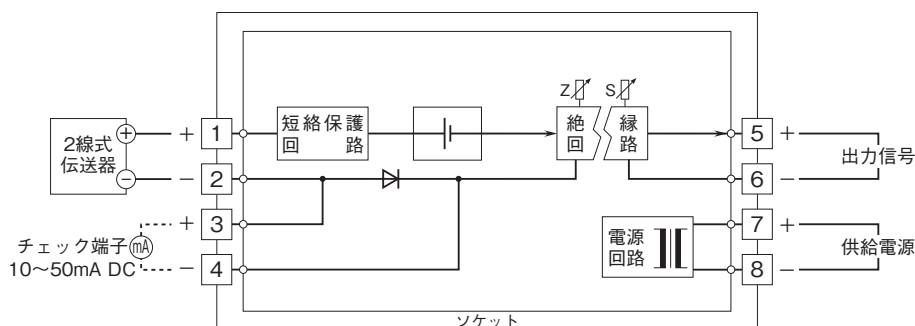 2線式
伝送器
+
−
+
1
−
2
+
3
−
4
チェック端子
mA
10〜50mA DC
短絡保護
回　路
Z
S
絶　縁
回　路
電源
回路
5
+
6
−
出力信号
7
+
8
−
供給電源
ソケット